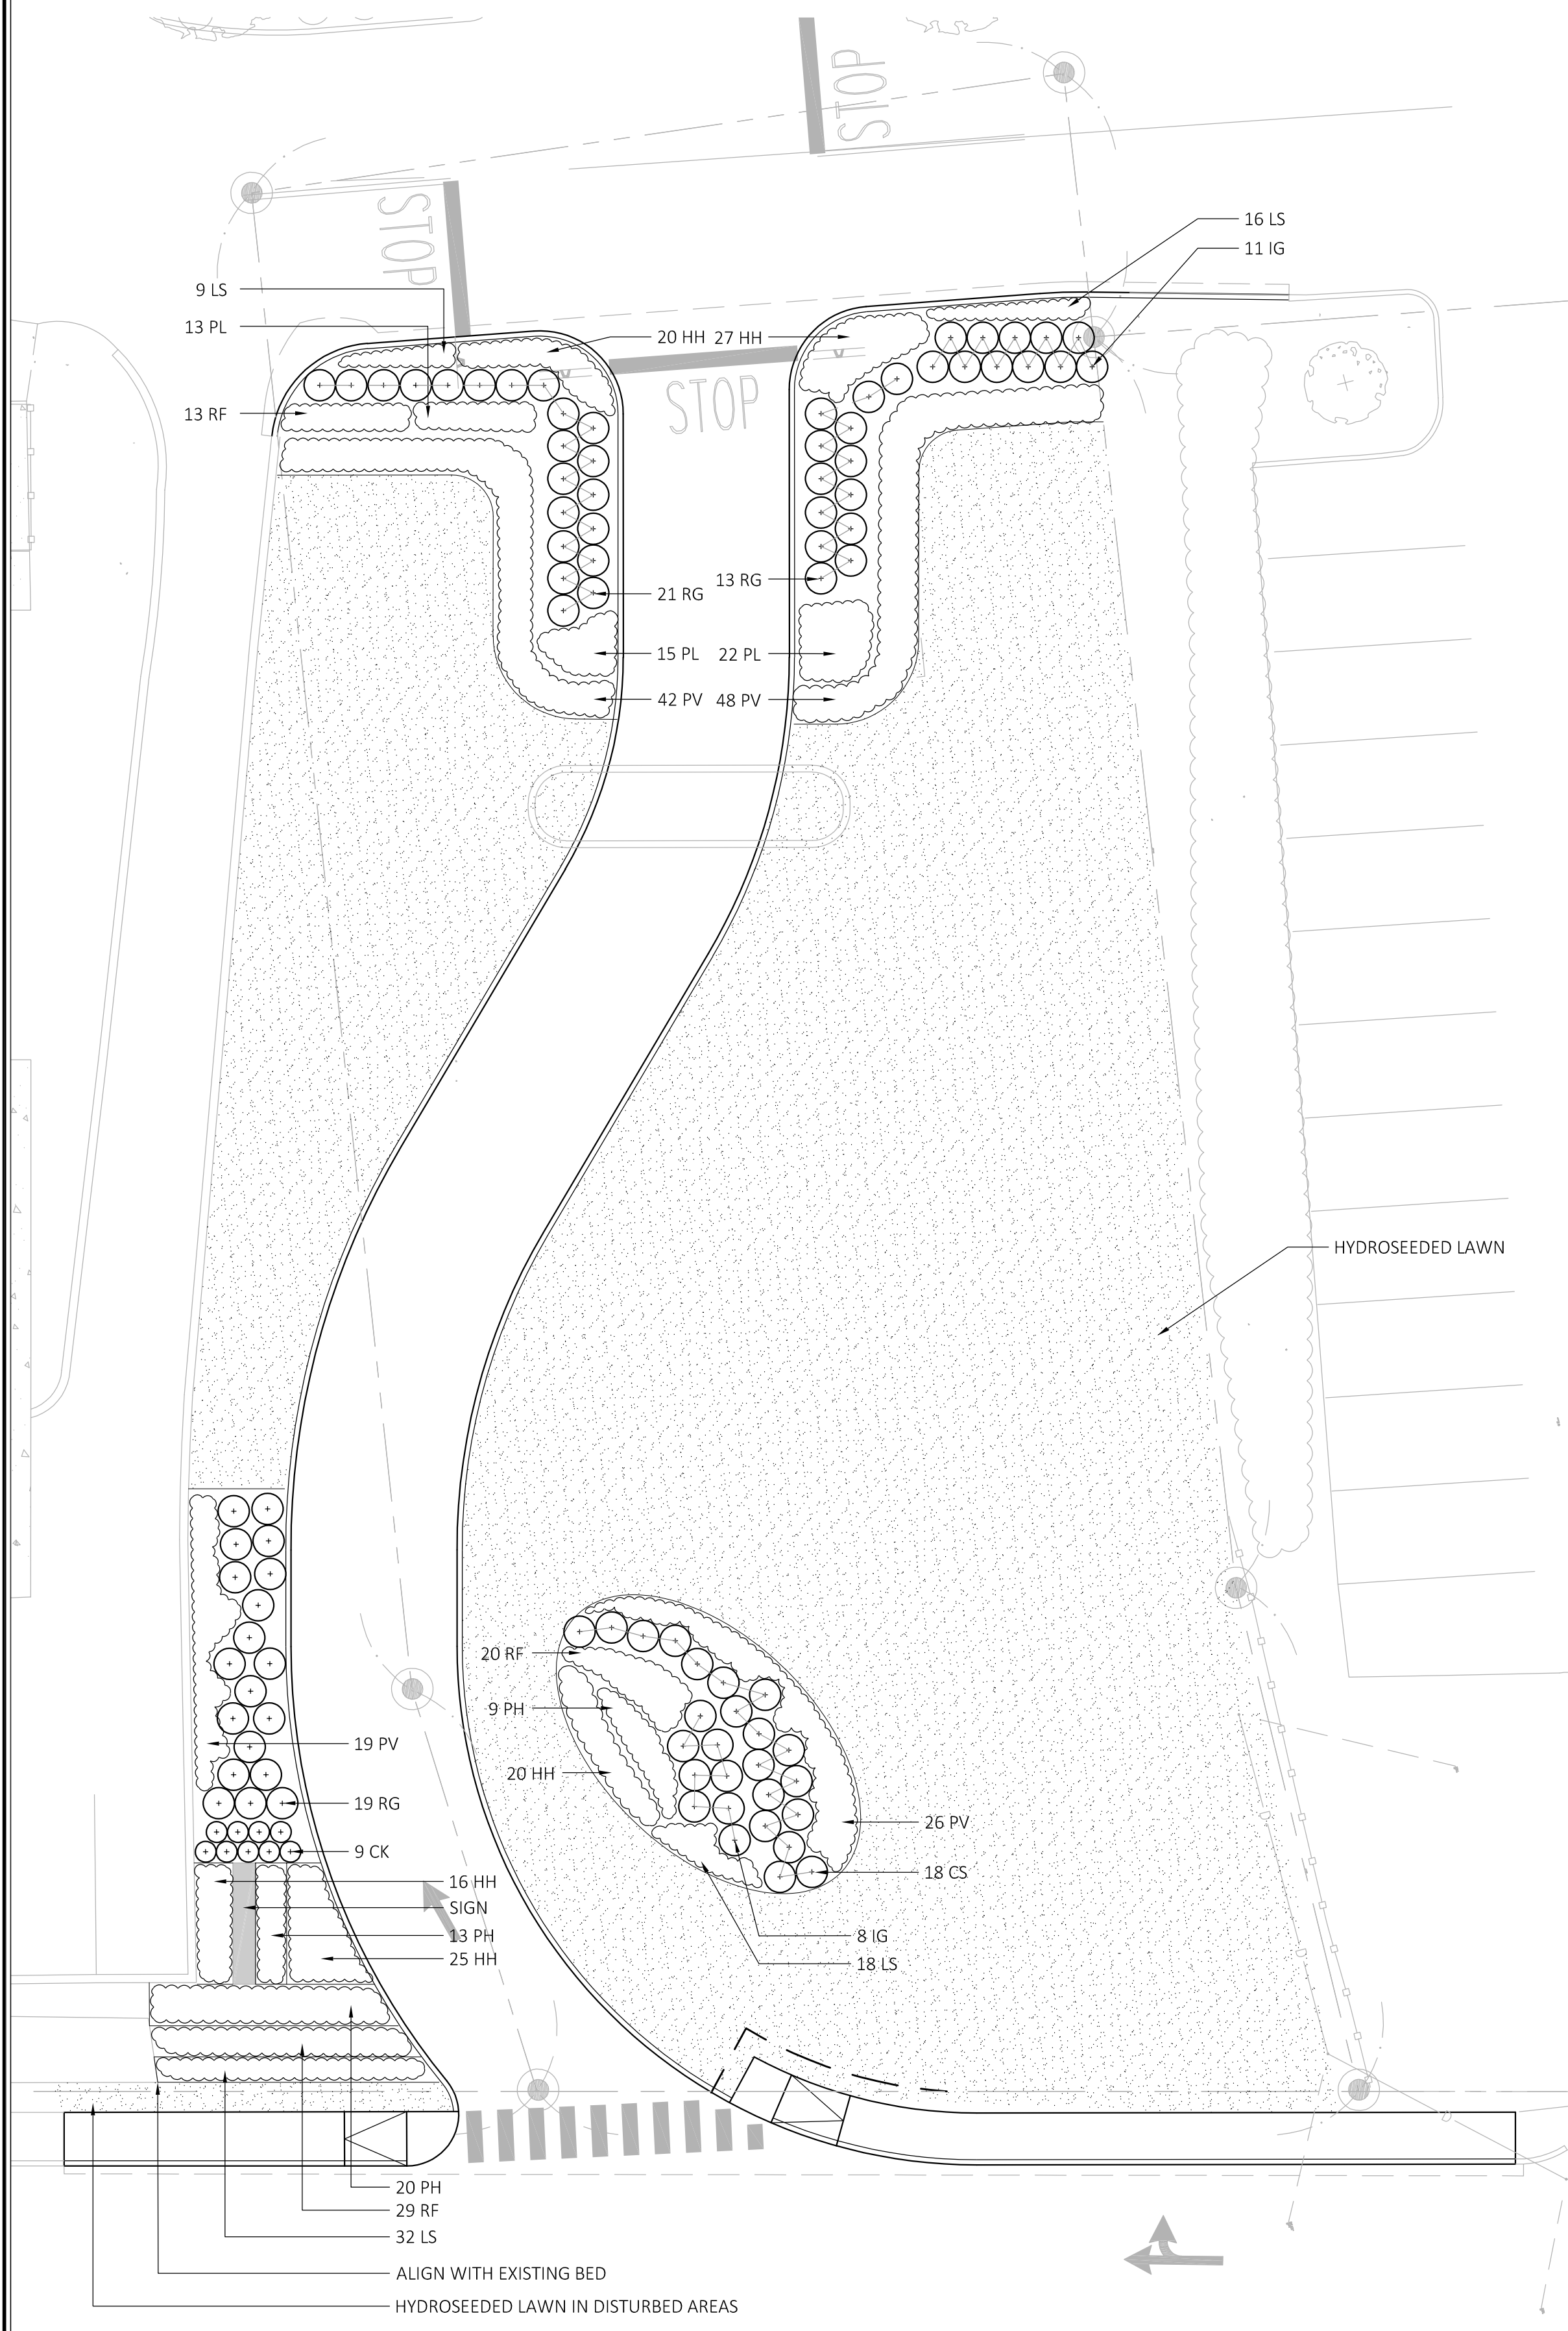 STOP
STOP
16 LS
11 IG
9 LS
13 PL
20 HH 27 HH
STOP
13 RF
13 RG
21 RG
15 PL 22 PL
42 PV 48 PV
HYDROSEEDED LAWN
20 RF
9 PH
19 PV
20 HH
19 RG
26 PV
9 CK
18 CS
16 HH
SIGN
13 PH
8 IG
25 HH
18 LS
20 PH
29 RF
32 LS
ALIGN WITH EXISTING BED
HYDROSEEDED LAWN IN DISTURBED AREAS